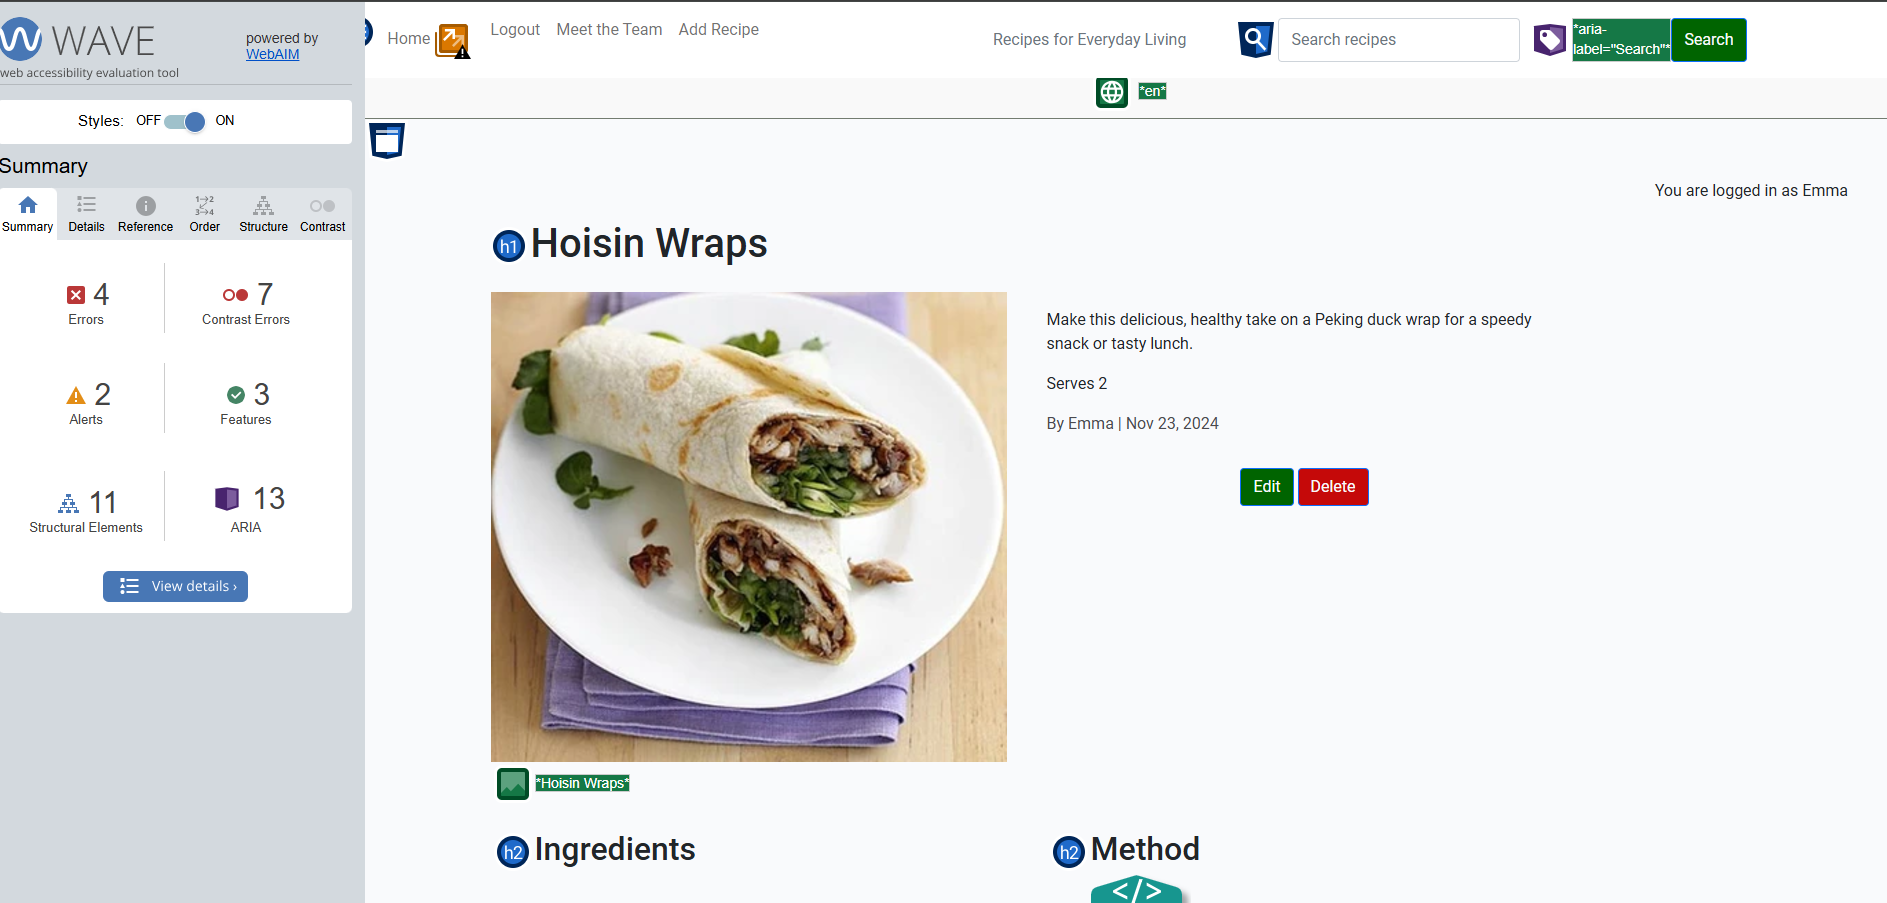 WAVE
powered by
WebAIM
web accessibility evaluation tool
Styles: OFF ON
Summary
Summary Details Reference Order Structure Contrast
4
Errors
7
Contrast Errors
2
Alerts
3
Features
11
Structural Elements
13
ARIA
View details ›
Home Logout Meet the Team Add Recipe
Recipes for Everyday Living
Search recipes
*aria-
label="Search"*
Search
*en*
You are logged in as Emma
h1 Hoisin Wraps
Make this delicious, healthy take on a Peking duck wrap for a speedy
snack or tasty lunch.
Serves 2
By Emma | Nov 23, 2024
Edit Delete
*Hoisin Wraps*
h2 Ingredients
h2 Method
</>